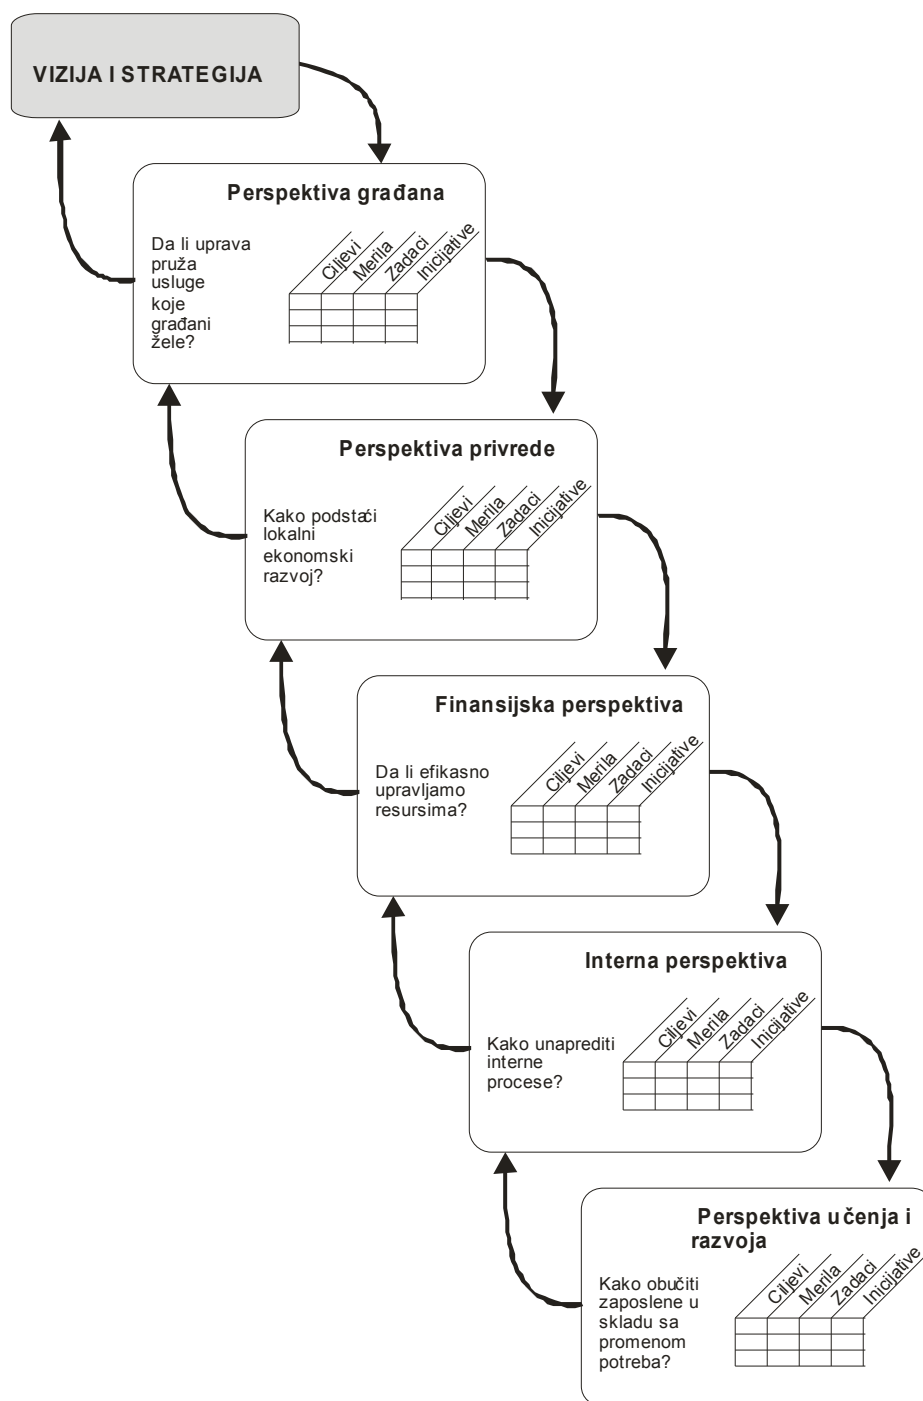 VIZIJA I STRATEGIJA
Perspektiva građana
Da li uprava
pruža
usluge
koje
građani
žele?
Ciljevi
Merila
Zadaci
Inicijative
Perspektiva privrede
Kako podstaći
lokalni
ekonomski
razvoj?
Ciljevi
Merila
Zadaci
Inicijative
Finansijska perspektiva
Da li efikasno
upravljamo
resursima?
Ciljevi
Merila
Zadaci
Inicijative
Interna perspektiva
Kako unaprediti
interne
procese?
Ciljevi
Merila
Zadaci
Inicijative
Perspektiva učenja i
razvoja
Kako obučiti
zaposlene u
skladu sa
promenom
potreba?
Ciljevi
Merila
Zadaci
Inicijative